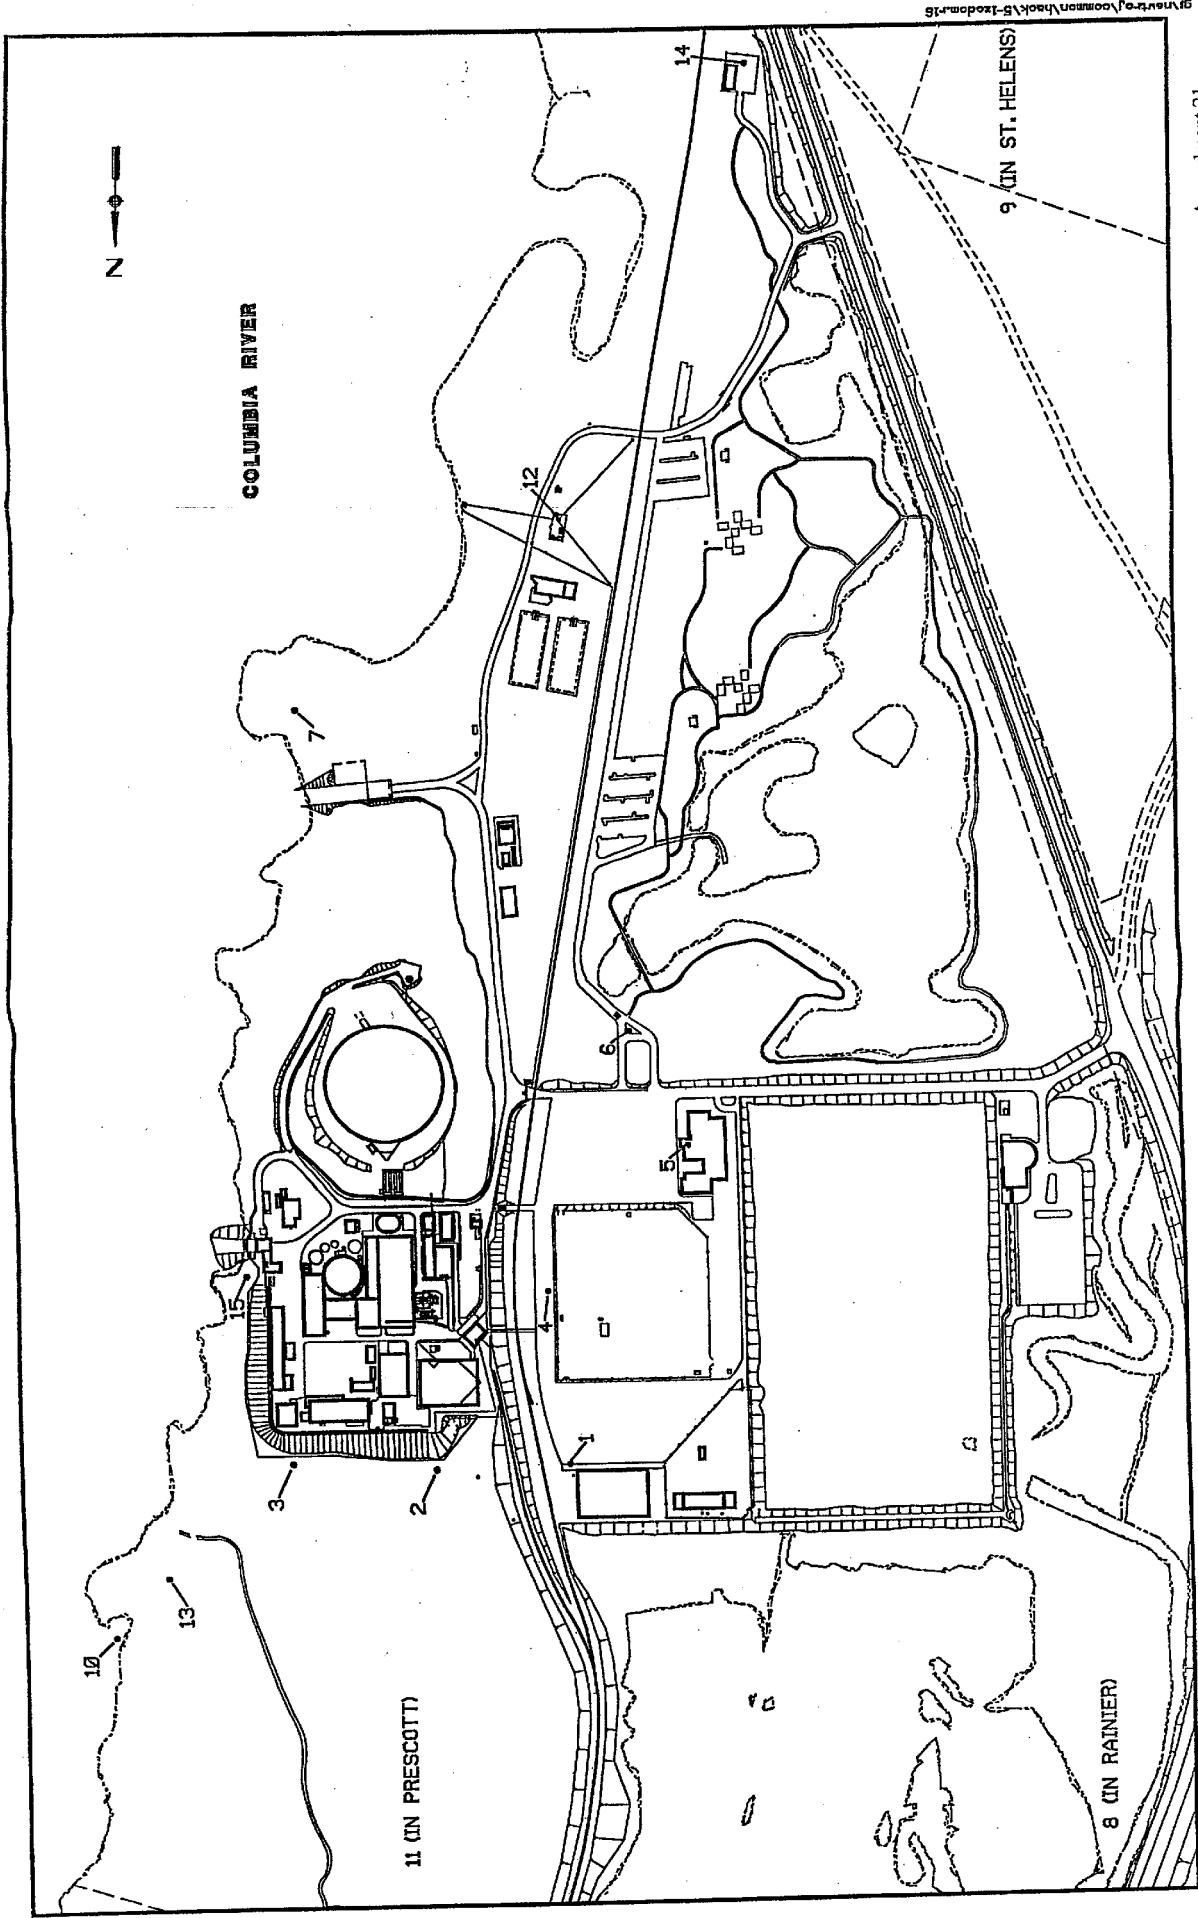 N
COLUMBIA RIVER
14
9 (IN ST. HELENS)
12
7
6
5
15
4
1
3
2
13
10
11 (IN PRESCOTT)
8 (IN RAINIER)